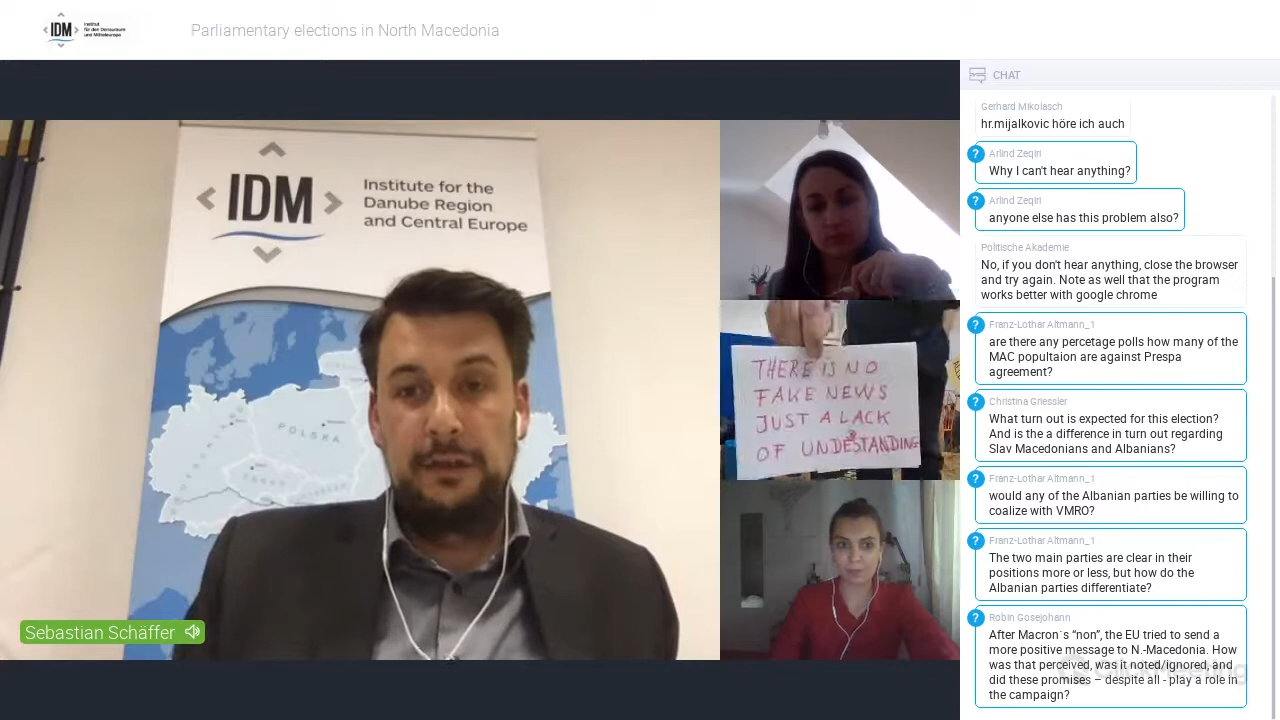 IDM
Institut
für den Donauraum
und Mitteleuropa
Parliamentary elections in North Macedonia
IDM
Institute for the
Danube Region
and Central Europe
POLSKA
Sebastian Schäffer
THERE IS NO
FAKE NEWS
JUST A LACK
OF UNDESTANDING
CHAT
Gerhard Mikolasch
hr.mijalkovic höre ich auch
? Arlind Zeqiri
Why I can't hear anything?
? Arlind Zeqiri
anyone else has this problem also?
Politische Akademie
No, if you don't hear anything, close the browser
and try again. Note as well that the program
works better with google chrome
? Franz-Lothar Altmann_1
are there any percetage polls how many of the
MAC popultaion are against Prespa
agreement?
? Christina Griessler
What turn out is expected for this election?
And is the a difference in turn out regarding
Slav Macedonians and Albanians?
? Franz-Lothar Altmann_1
would any of the Albanian parties be willing to
coalize with VMRO?
? Franz-Lothar Altmann_1
The two main parties are clear in their
positions more or less, but how do the
Albanian parties differentiate?
? Robin Gosejohann
After Macron´s “non”, the EU tried to send a
more positive message to N.-Macedonia. How
was that perceived, was it noted/ignored, and
did these promises – despite all - play a role in
the campaign?